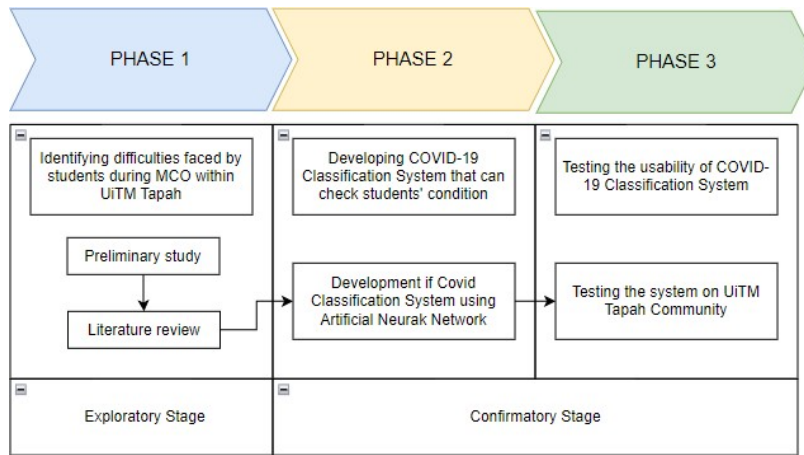 PHASE 1
PHASE 2
PHASE 3
Identifying difficulties faced by
students during MCO within
UiTM Tapah
Preliminary study
Literature review
Developing COVID-19
Classification System that can
check students' condition
Development if Covid
Classification System using
Artificial Neurak Network
Testing the usability of COVID-
19 Classification System
Testing the system on UiTM
Tapah Community
Exploratory Stage
Confirmatory Stage